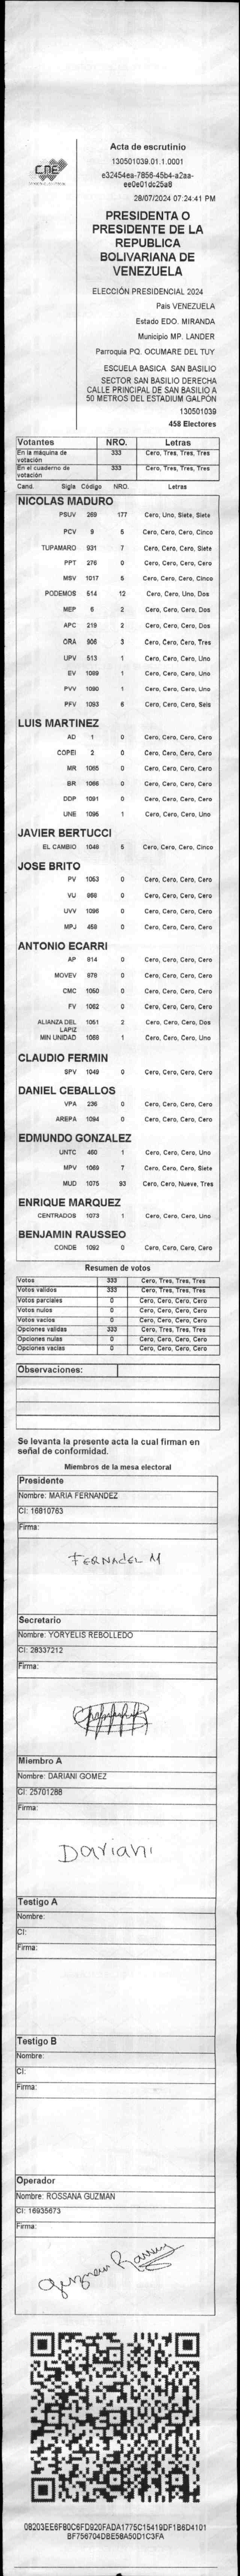 CNE
Acta de escrutinio
130501039.01.1.0001
e32454ea-7856-45b4-a2aa-
ee0e01dc25a8
28/07/2024 07:24:41 PM
PRESIDENTA O
PRESIDENTE DE LA
REPUBLICA
BOLIVARIANA DE
VENEZUELA
ELECCIÓN PRESIDENCIAL 2024
País VENEZUELA
Estado EDO. MIRANDA
Municipio MP. LANDER
Parroquia PQ. OCUMARE DEL TUY
ESCUELA BASICA SAN BASILIO
SECTOR SAN BASILIO DERECHA
CALLE PRINCIPAL DE SAN BASILIO A
50 METROS DEL ESTADIUM GALPON
130501039
458 Electores
Votantes NRO. Letras
En la máquina de votación 333 Cero, Tres, Tres, Tres
En el cuaderno de votación 333 Cero, Tres, Tres, Tres
Cand. Sigla Código NRO. Letras
NICOLAS MADURO
PSUV 269 177 Cero, Uno, Siete, Siete
PCV 9 5 Cero, Cero, Cero, Cinco
TUPAMARO 931 7 Cero, Cero, Cero, Siete
PPT 276 0 Cero, Cero, Cero, Cero
MSV 1017 5 Cero, Cero, Cero, Cinco
PODEMOS 514 12 Cero, Cero, Uno, Dos
MEP 6 2 Cero, Cero, Cero, Dos
APC 219 2 Cero, Cero, Cero, Dos
ORA 906 3 Cero, Cero, Cero, Tres
UPV 513 1 Cero, Cero, Cero, Uno
EV 1089 1 Cero, Cero, Cero, Uno
PVV 1090 1 Cero, Cero, Cero, Uno
PFV 1093 6 Cero, Cero, Cero, Seis
LUIS MARTINEZ
AD 1 0 Cero, Cero, Cero, Cero
COPEI 2 0 Cero, Cero, Cero, Cero
MR 1065 0 Cero, Cero, Cero, Cero
BR 1066 0 Cero, Cero, Cero, Cero
DDP 1091 0 Cero, Cero, Cero, Cero
UNE 1095 1 Cero, Cero, Cero, Uno
JAVIER BERTUCCI
EL CAMBIO 1048 5 Cero, Cero, Cero, Cinco
JOSE BRITO
PV 1053 0 Cero, Cero, Cero, Cero
VU 868 0 Cero, Cero, Cero, Cero
UVV 1096 0 Cero, Cero, Cero, Cero
MPJ 458 0 Cero, Cero, Cero, Cero
ANTONIO ECARRI
AP 814 0 Cero, Cero, Cero, Cero
MOVEV 879 0 Cero, Cero, Cero, Cero
CMC 1050 0 Cero, Cero, Cero, Cero
FV 1062 0 Cero, Cero, Cero, Cero
ALIANZA DEL LAPIZ 1051 2 Cero, Cero, Cero, Dos
MIN UNIDAD 1068 1 Cero, Cero, Cero, Uno
CLAUDIO FERMIN
SPV 1049 0 Cero, Cero, Cero, Cero
DANIEL CEBALLOS
VPA 236 0 Cero, Cero, Cero, Cero
AREPA 1094 0 Cero, Cero, Cero, Cero
EDMUNDO GONZALEZ
UNTC 460 1 Cero, Cero, Cero, Uno
MPV 1069 7 Cero, Cero, Cero, Siete
MUD 1075 93 Cero, Cero, Nueve, Tres
ENRIQUE MARQUEZ
CENTRADOS 1073 1 Cero, Cero, Cero, Uno
BENJAMIN RAUSSEO
CONDE 1092 0 Cero, Cero, Cero, Cero
Resumen de votos
Votos 333 Cero, Tres, Tres, Tres
Votos validos 333 Cero, Tres, Tres, Tres
Votos parciales 0 Cero, Cero, Cero, Cero
Votos nulos 0 Cero, Cero, Cero, Cero
Votos vacios 0 Cero, Cero, Cero, Cero
Opciones validas 333 Cero, Tres, Tres, Tres
Opciones nulas 0 Cero, Cero, Cero, Cero
Opciones vacias 0 Cero, Cero, Cero, Cero
Observaciones:
Se levanta la presente acta la cual firman en
señal de conformidad.
Miembros de la mesa electoral
Presidente
Nombre: MARIA FERNANDEZ
CI: 16810763
Firma:
FERNADEL M
Secretario
Nombre: YORYELIS REBOLLEDO
CI: 28337212
Firma:
Miembro A
Nombre: DARIANI GOMEZ
CI: 25701288
Firma:
Dariani
Testigo A
Nombre:
CI:
Firma:
Testigo B
Nombre:
CI:
Firma:
Operador
Nombre: ROSSANA GUZMAN
CI: 16935673
Firma:
08203EE6F80C6FD920FADA1775C15419DF1B6D4101
BF756704DBE58A50D1C3FA